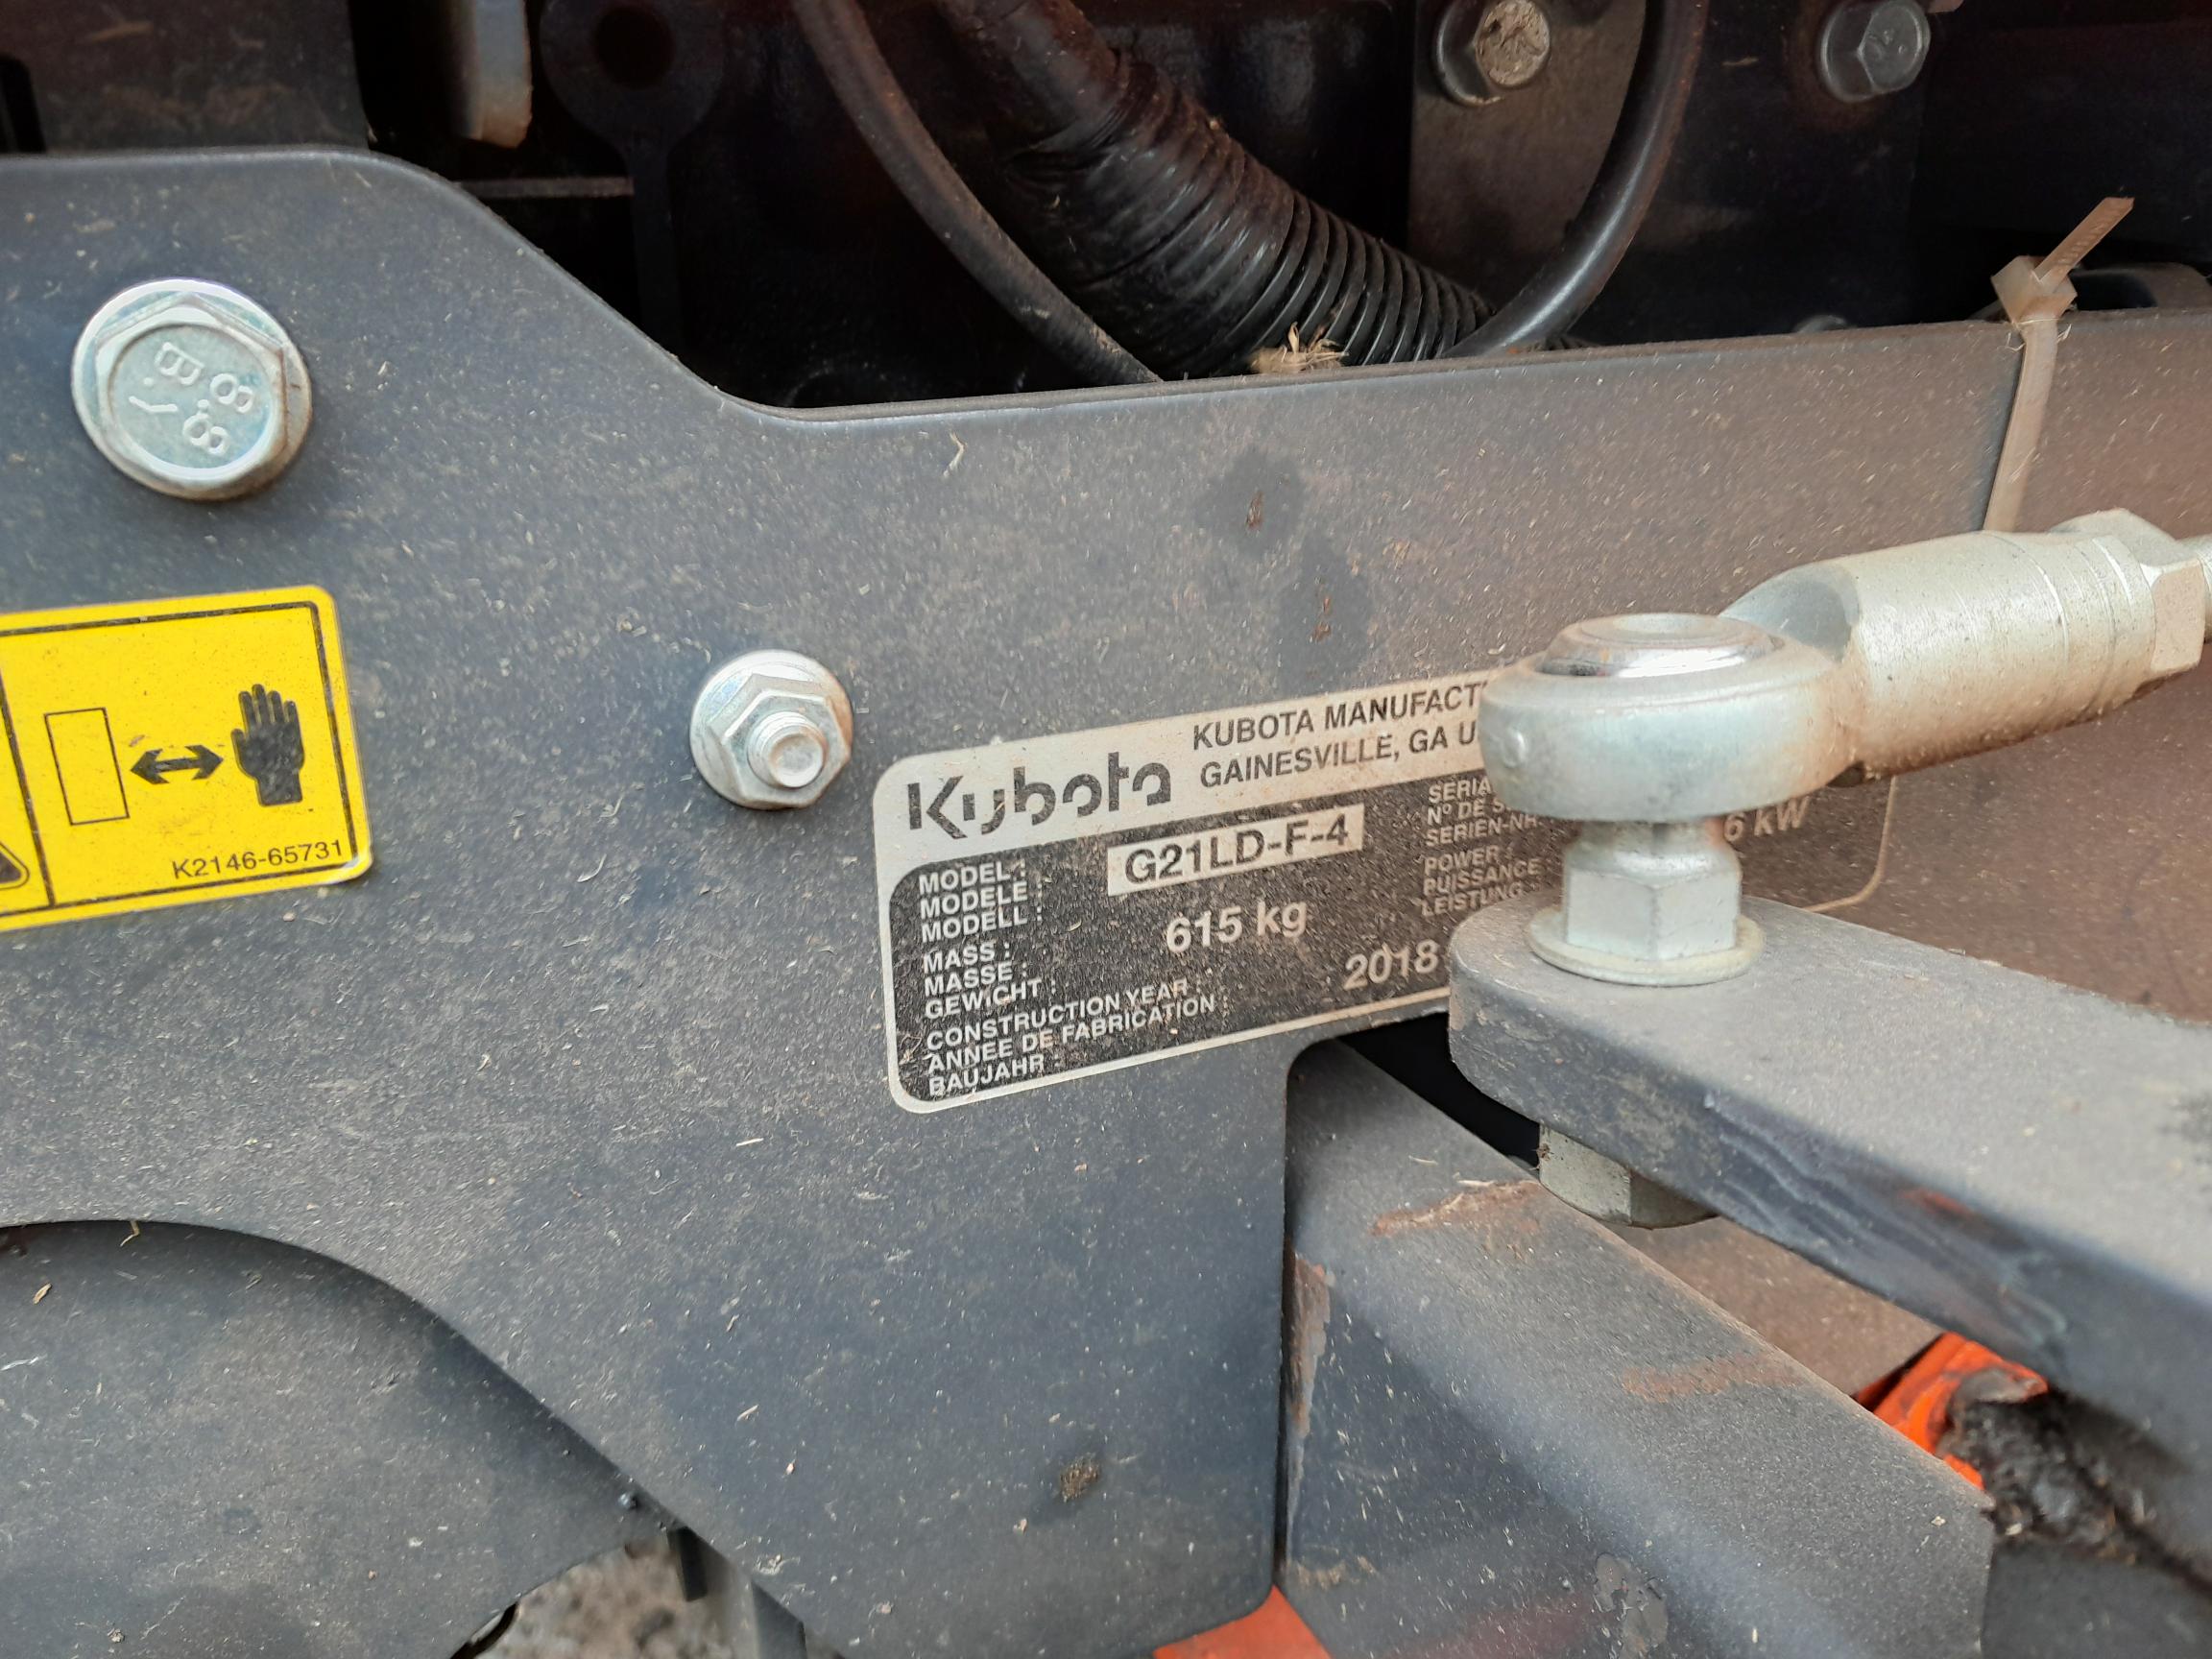 8.8
B.7
K2146-65731
Kubota
KUBOTA MANUFACT
GAINESVILLE, GA U
MODEL :
MODELE :
MODELL :
G21LD-F-4
MASS :
MASSE :
GEWICHT :
615 kg
CONSTRUCTION YEAR :
ANNEE DE FABRICATION :
BAUJAHR :
2018
SERIA
Nº DE S
SERIEN-NR
POWER :
PUISSANCE :
LEISTUNG :
6 kW